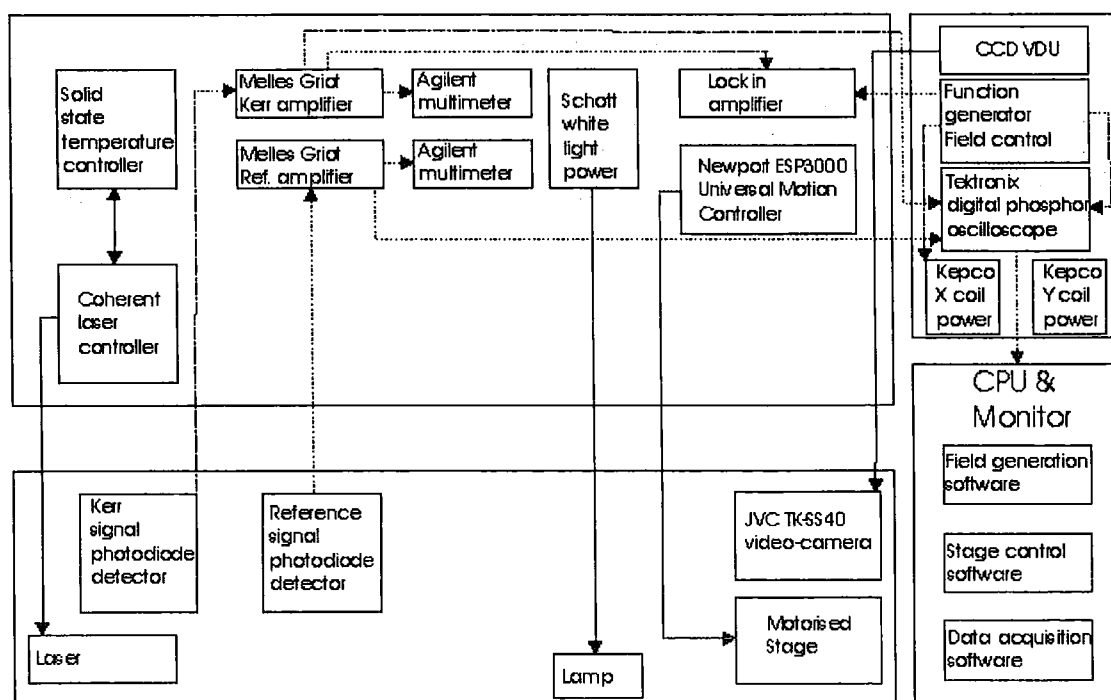 Solid
state
temperature
controller
Melles Griot
Kerr amplifier
Agilent
multimeter
Melles Griot
Ref. amplifier
Agilent
multimeter
Schott
white
light
power
Lock in
amplifier
Newport ESP3000
Universal Motion
Controller
Coherent
laser
controller
CCD VDU
Function
generator
Field control
Tektronix
digital phosphor
oscilloscope
Kepco
X coil
power
Kepco
Y coil
power
CPU &
Monitor
Field generation
software
Stage control
software
Data acquisition
software
Kerr
signal
photodiode
detector
Reference
signal
photodiode
detector
JVC TK-S540
video-camera
Motorised
Stage
Laser
Lamp